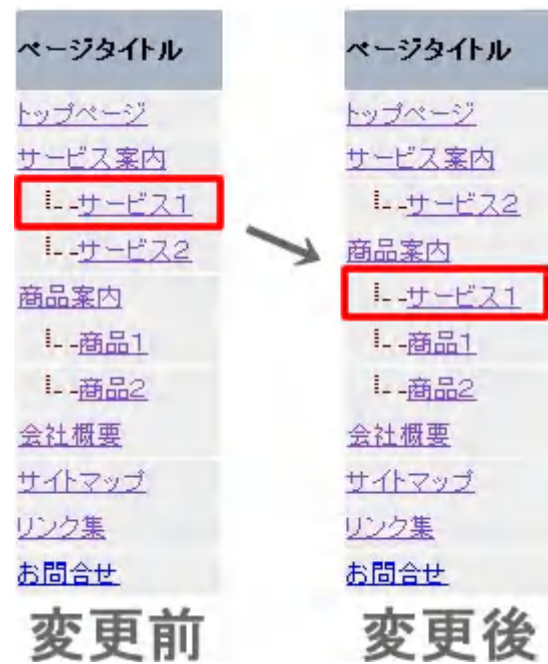 ページタイトル
トップページ
サービス案内
サービス1
サービス2
商品案内
商品1
商品2
会社概要
サイトマップ
リンク集
お問合せ
変更前
ページタイトル
トップページ
サービス案内
サービス2
商品案内
サービス1
商品1
商品2
会社概要
サイトマップ
リンク集
お問合せ
変更後